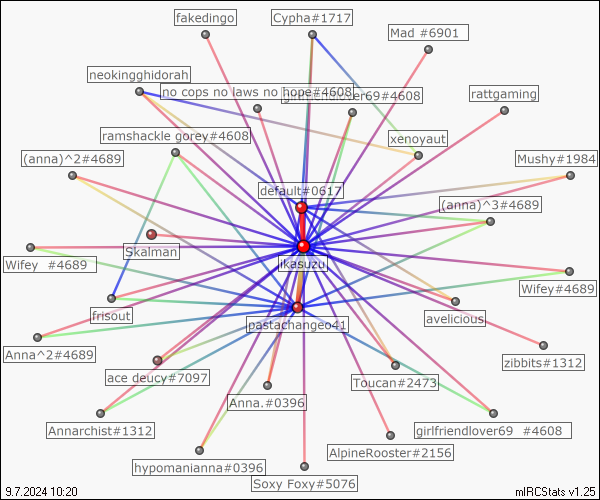 fakedingo
Cypha#1717
Mad #6901
neokingghidorah
no cops no laws no hope#4608
girlfriendlover69#4608
rattgaming
ramshackle gorey#4608
xenoyaut
(anna)^2#4689
Mushy#1984
default#0617
(anna)^3#4689
Skalman
ikasuzu
Wifey #4689
Wifey#4689
frisout
avelicious
pastachangeo41
Anna^2#4689
zibbits#1312
ace deucy#7097
Toucan#2473
Anna.#0396
Annarchist#1312
girlfriendlover69 #4608
AlpineRooster#2156
hypomanianna#0396
Soxy Foxy#5076
9.7.2024 10:20
mIRCStats v1.25